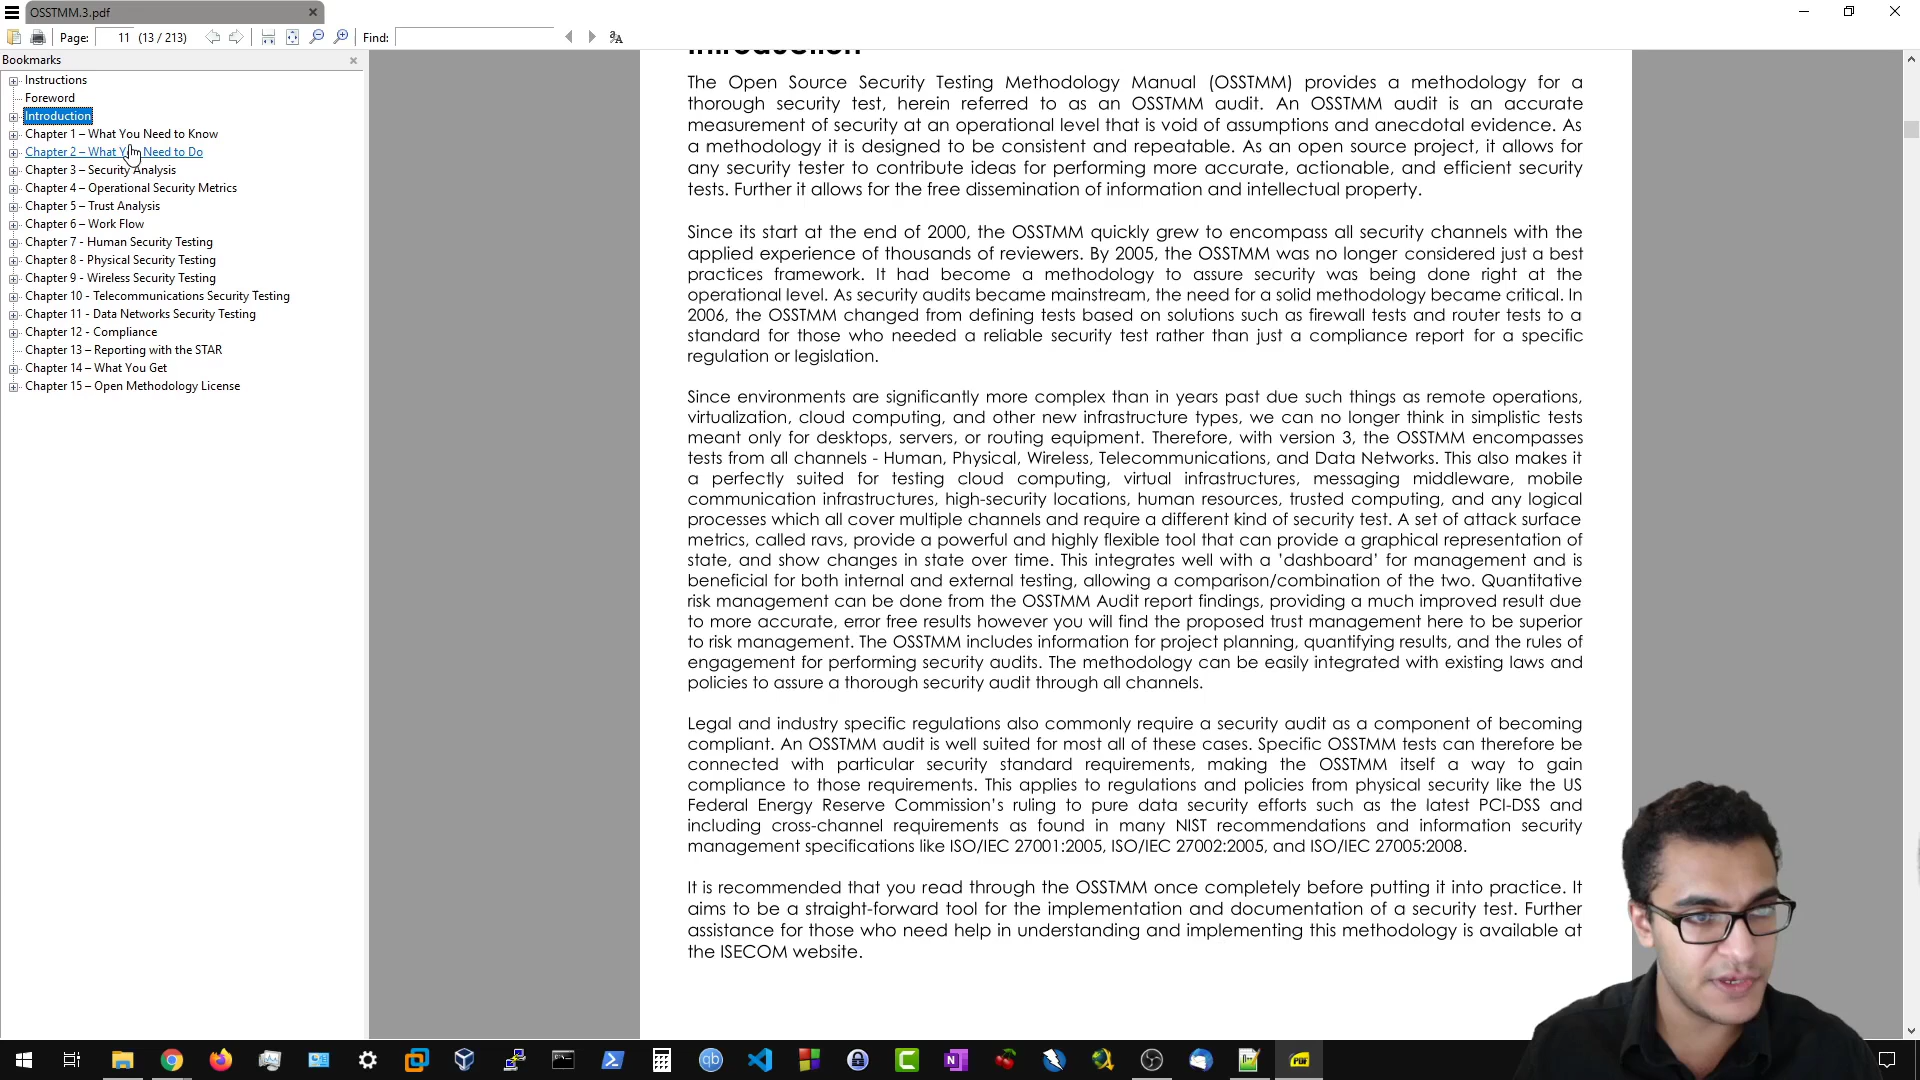 OSSTMM.3.pdf
Page: 11 (13 / 213) Find:
Bookmarks
Instructions
Foreword
Introduction
Chapter 1 – What You Need to Know
Chapter 2 – What You Need to Do
Chapter 3 – Security Analysis
Chapter 4 – Operational Security Metrics
Chapter 5 – Trust Analysis
Chapter 6 – Work Flow
Chapter 7 - Human Security Testing
Chapter 8 - Physical Security Testing
Chapter 9 - Wireless Security Testing
Chapter 10 - Telecommunications Security Testing
Chapter 11 - Data Networks Security Testing
Chapter 12 - Compliance
Chapter 13 – Reporting with the STAR
Chapter 14 – What You Get
Chapter 15 – Open Methodology License
Introduction
The Open Source Security Testing Methodology Manual (OSSTMM) provides a methodology for a
thorough security test, herein referred to as an OSSTMM audit. An OSSTMM audit is an accurate
measurement of security at an operational level that is void of assumptions and anecdotal evidence. As
a methodology it is designed to be consistent and repeatable. As an open source project, it allows for
any security tester to contribute ideas for performing more accurate, actionable, and efficient security
tests. Further it allows for the free dissemination of information and intellectual property.
Since its start at the end of 2000, the OSSTMM quickly grew to encompass all security channels with the
applied experience of thousands of reviewers. By 2005, the OSSTMM was no longer considered just a best
practices framework. It had become a methodology to assure security was being done right at the
operational level. As security audits became mainstream, the need for a solid methodology became critical. In
2006, the OSSTMM changed from defining tests based on solutions such as firewall tests and router tests to a
standard for those who needed a reliable security test rather than just a compliance report for a specific
regulation or legislation.
Since environments are significantly more complex than in years past due such things as remote operations,
virtualization, cloud computing, and other new infrastructure types, we can no longer think in simplistic tests
meant only for desktops, servers, or routing equipment. Therefore, with version 3, the OSSTMM encompasses
tests from all channels - Human, Physical, Wireless, Telecommunications, and Data Networks. This also makes it
a perfectly suited for testing cloud computing, virtual infrastructures, messaging middleware, mobile
communication infrastructures, high-security locations, human resources, trusted computing, and any logical
processes which all cover multiple channels and require a different kind of security test. A set of attack surface
metrics, called ravs, provide a powerful and highly flexible tool that can provide a graphical representation of
state, and show changes in state over time. This integrates well with a 'dashboard' for management and is
beneficial for both internal and external testing, allowing a comparison/combination of the two. Quantitative
risk management can be done from the OSSTMM Audit report findings, providing a much improved result due
to more accurate, error free results however you will find the proposed trust management here to be superior
to risk management. The OSSTMM includes information for project planning, quantifying results, and the rules of
engagement for performing security audits. The methodology can be easily integrated with existing laws and
policies to assure a thorough security audit through all channels.
Legal and industry specific regulations also commonly require a security audit as a component of becoming
compliant. An OSSTMM audit is well suited for most all of these cases. Specific OSSTMM tests can therefore be
connected with particular security standard requirements, making the OSSTMM itself a way to gain
compliance to those requirements. This applies to regulations and policies from physical security like the US
Federal Energy Reserve Commission's ruling to pure data security efforts such as the latest PCI-DSS and
including cross-channel requirements as found in many NIST recommendations and information security
management specifications like ISO/IEC 27001:2005, ISO/IEC 27002:2005, and ISO/IEC 27005:2008.
It is recommended that you read through the OSSTMM once completely before putting it into practice. It
aims to be a straight-forward tool for the implementation and documentation of a security test. Further
assistance for those who need help in understanding and implementing this methodology is available at
the ISECOM website.